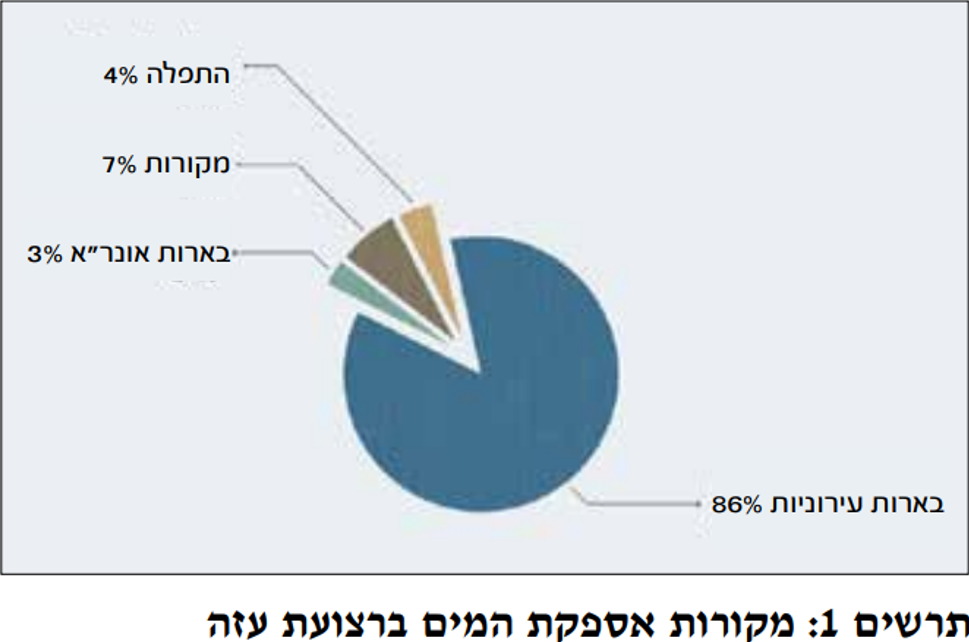 התפלה 4%
מקורות 7%
בארות אונר״א 3%
בארות עירוניות 86%
תרשים 1: מקורות אספקת המים ברצועת עזה